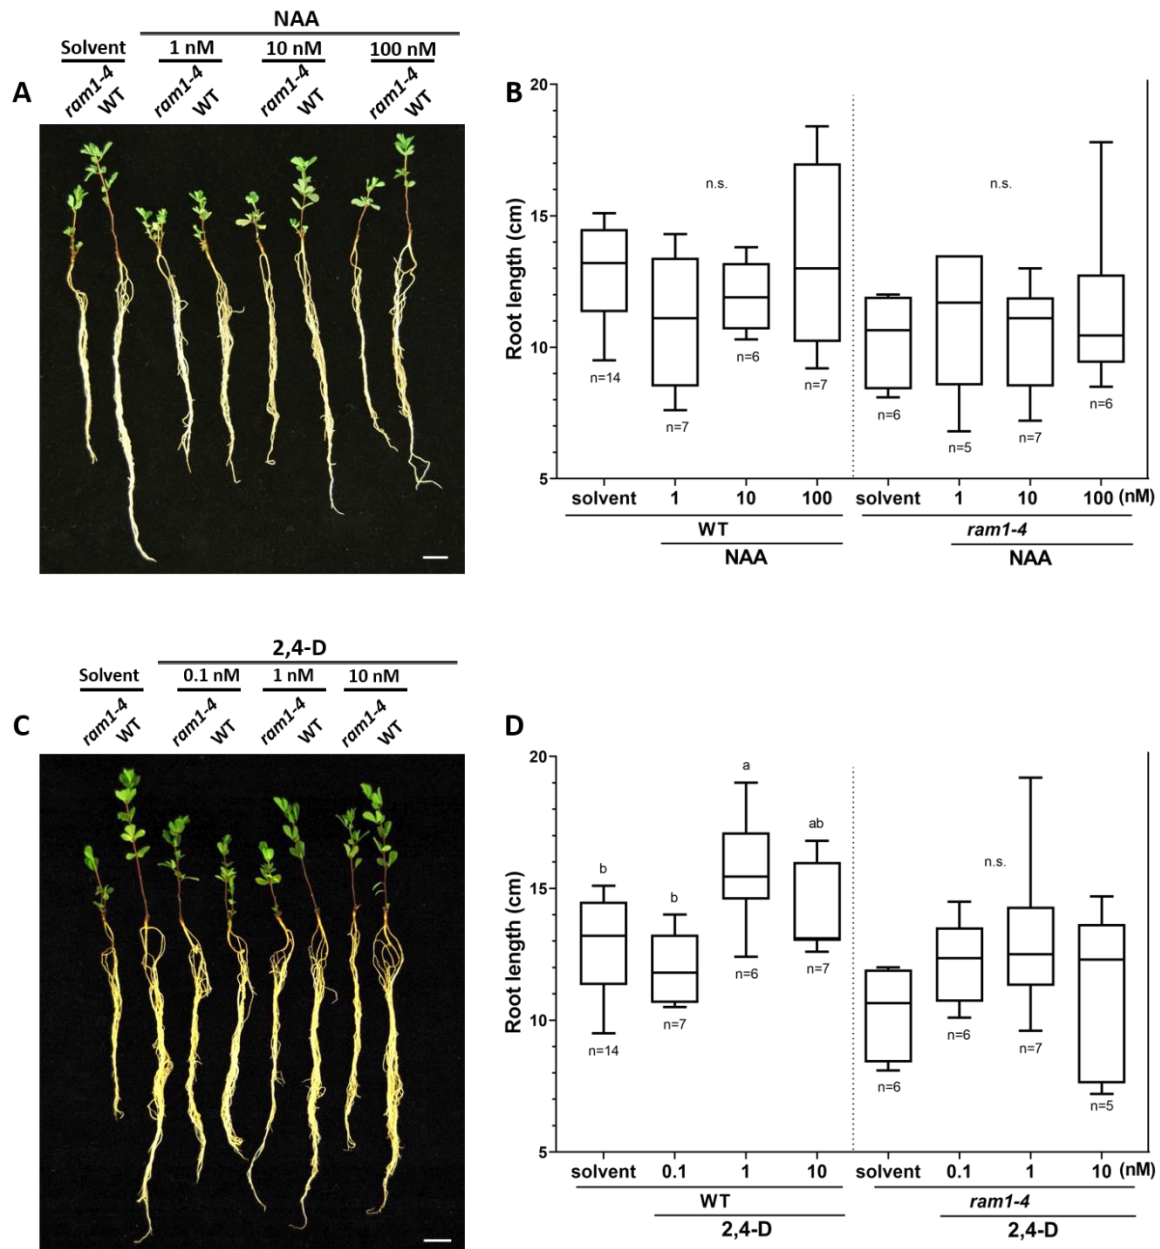 NAA
Solvent 1 nM 10 nM 100 nM
A
ram1-4 WT ram1-4 WT ram1-4 WT ram1-4 WT
B
20
15
10
5
Root length (cm)
n.s. n.s.
n=14 n=7 n=6 n=7 n=6 n=5 n=7 n=6
solvent 1 10 100 solvent 1 10 100 (nM)
WT ram1-4
NAA NAA
2,4-D
Solvent 0.1 nM 1 nM 10 nM
C
ram1-4 WT ram1-4 WT ram1-4 WT ram1-4 WT
D
20
15
10
5
Root length (cm)
b b a ab n.s.
n=14 n=7 n=6 n=7 n=6 n=6 n=7 n=5
solvent 0.1 1 10 solvent 0.1 1 10 (nM)
WT ram1-4
2,4-D 2,4-D